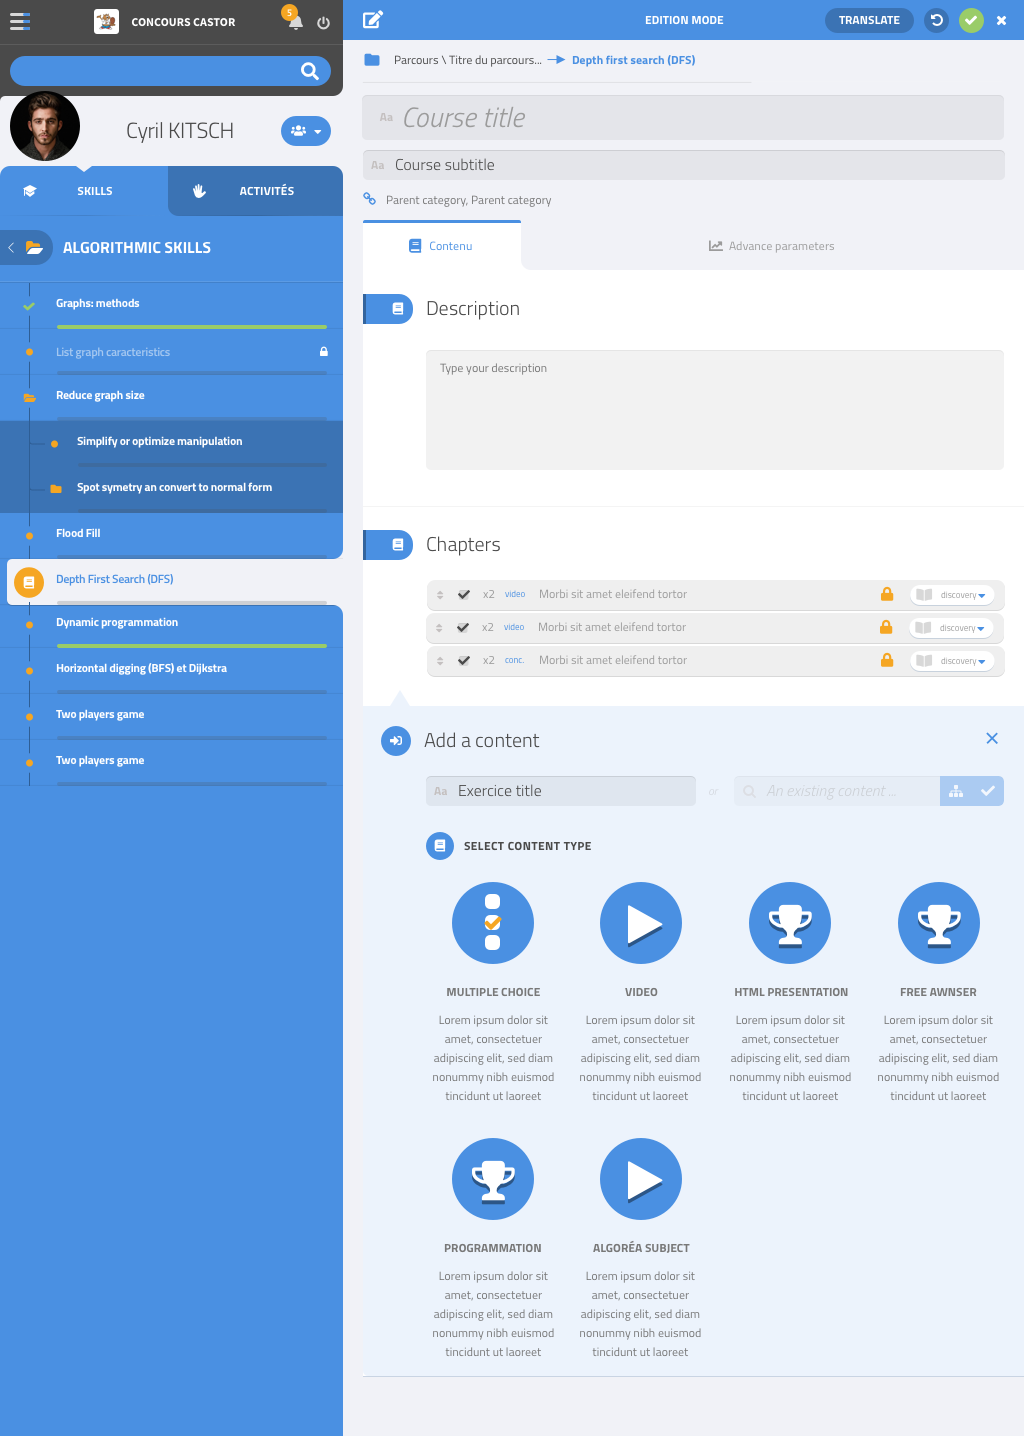 CONCOURS CASTOR
5
EDITION MODE
TRANSLATE
Parcours \ Titre du parcours...
Depth first search (DFS)
Aa Course title
Cyril KITSCH
Aa Course subtitle
SKILLS
ACTIVITÉS
Parent category, Parent category
ALGORITHMIC SKILLS
Contenu
Advance parameters
Graphs: methods
Description
List graph caracteristics
Type your description
Reduce graph size
Simplify or optimize manipulation
Spot symetry an convert to normal form
Flood Fill
Chapters
Depth First Search (DFS)
x2 video Morbi sit amet eleifend tortor discovery
Dynamic programmation
x2 video Morbi sit amet eleifend tortor discovery
Horizontal digging (BFS) et Dijkstra
x2 conc. Morbi sit amet eleifend tortor discovery
Two players game
Two players game
Add a content
Aa Exercice title
or
An existing content ...
SELECT CONTENT TYPE
MULTIPLE CHOICE
Lorem ipsum dolor sit
amet, consectetuer
adipiscing elit, sed diam
nonummy nibh euismod
tincidunt ut laoreet
VIDEO
Lorem ipsum dolor sit
amet, consectetuer
adipiscing elit, sed diam
nonummy nibh euismod
tincidunt ut laoreet
HTML PRESENTATION
Lorem ipsum dolor sit
amet, consectetuer
adipiscing elit, sed diam
nonummy nibh euismod
tincidunt ut laoreet
FREE AWNSER
Lorem ipsum dolor sit
amet, consectetuer
adipiscing elit, sed diam
nonummy nibh euismod
tincidunt ut laoreet
PROGRAMMATION
Lorem ipsum dolor sit
amet, consectetuer
adipiscing elit, sed diam
nonummy nibh euismod
tincidunt ut laoreet
ALGORÉA SUBJECT
Lorem ipsum dolor sit
amet, consectetuer
adipiscing elit, sed diam
nonummy nibh euismod
tincidunt ut laoreet